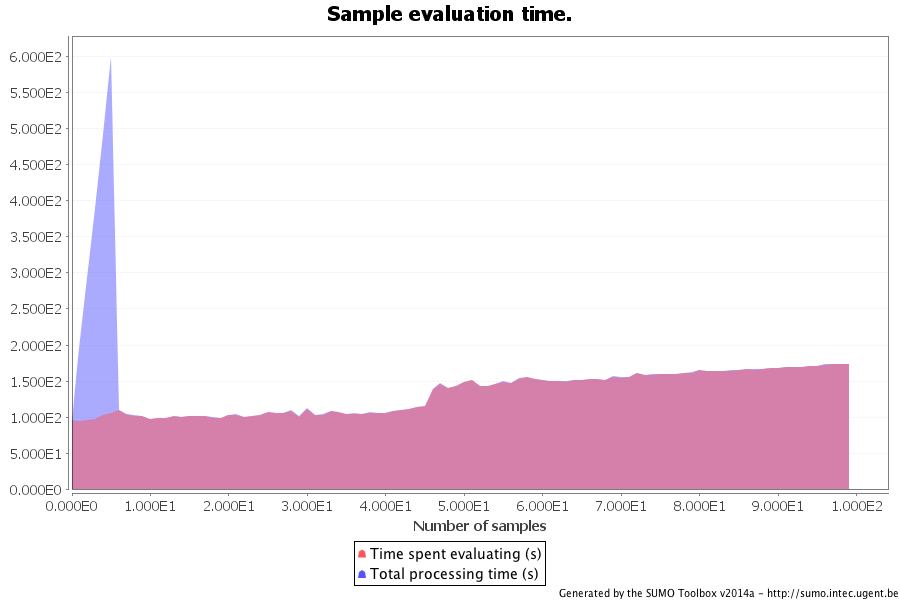 Sample evaluation time.
6.000E2
5.500E2
5.000E2
4.500E2
4.000E2
3.500E2
3.000E2
2.500E2
2.000E2
1.500E2
1.000E2
5.000E1
0.000E0
0.000E0 1.000E1 2.000E1 3.000E1 4.000E1 5.000E1 6.000E1 7.000E1 8.000E1 9.000E1 1.000E2
Number of samples
Time spent evaluating (s)
Total processing time (s)
Generated by the SUMO Toolbox v2014a - http://sumo.intec.ugent.be